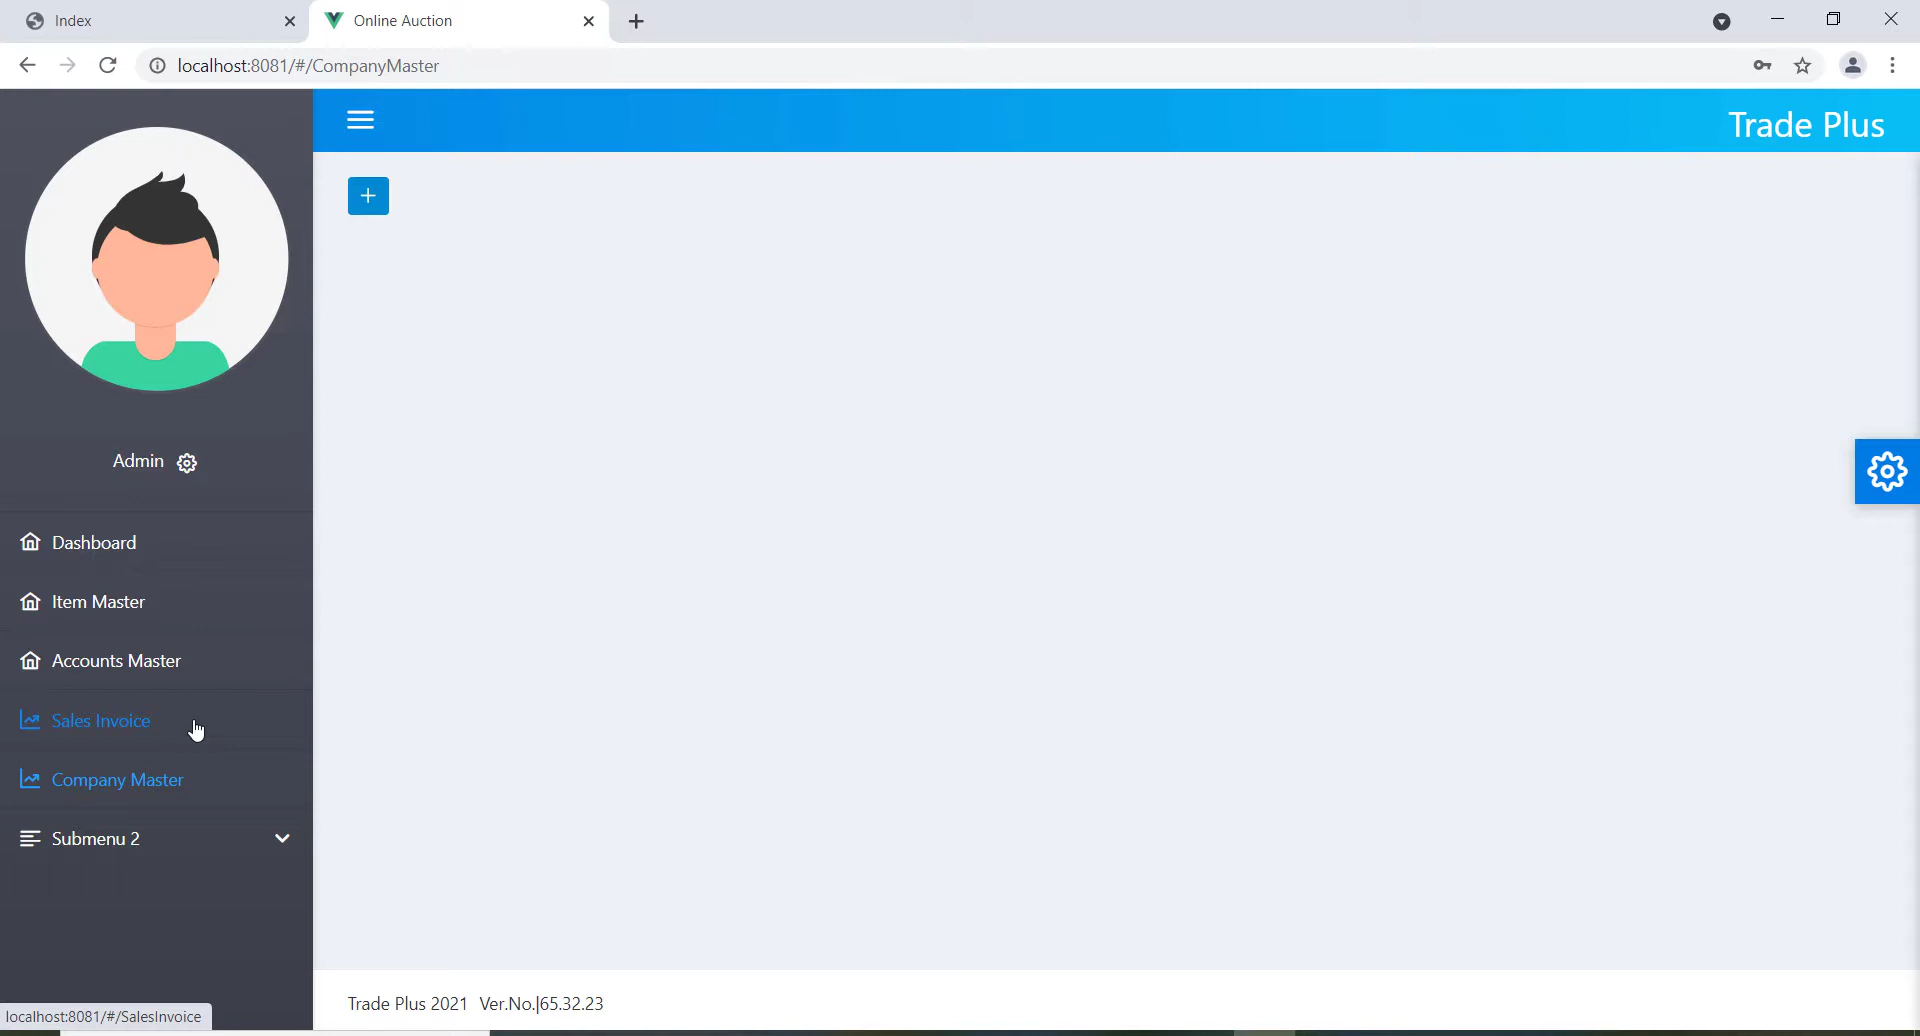 Index
Online Auction
localhost:8081/#/CompanyMaster
Trade Plus
Admin
Dashboard
Item Master
Accounts Master
Sales Invoice
Company Master
Submenu 2
Trade Plus 2021 Ver.No.|65.32.23
localhost:8081/#/SalesInvoice